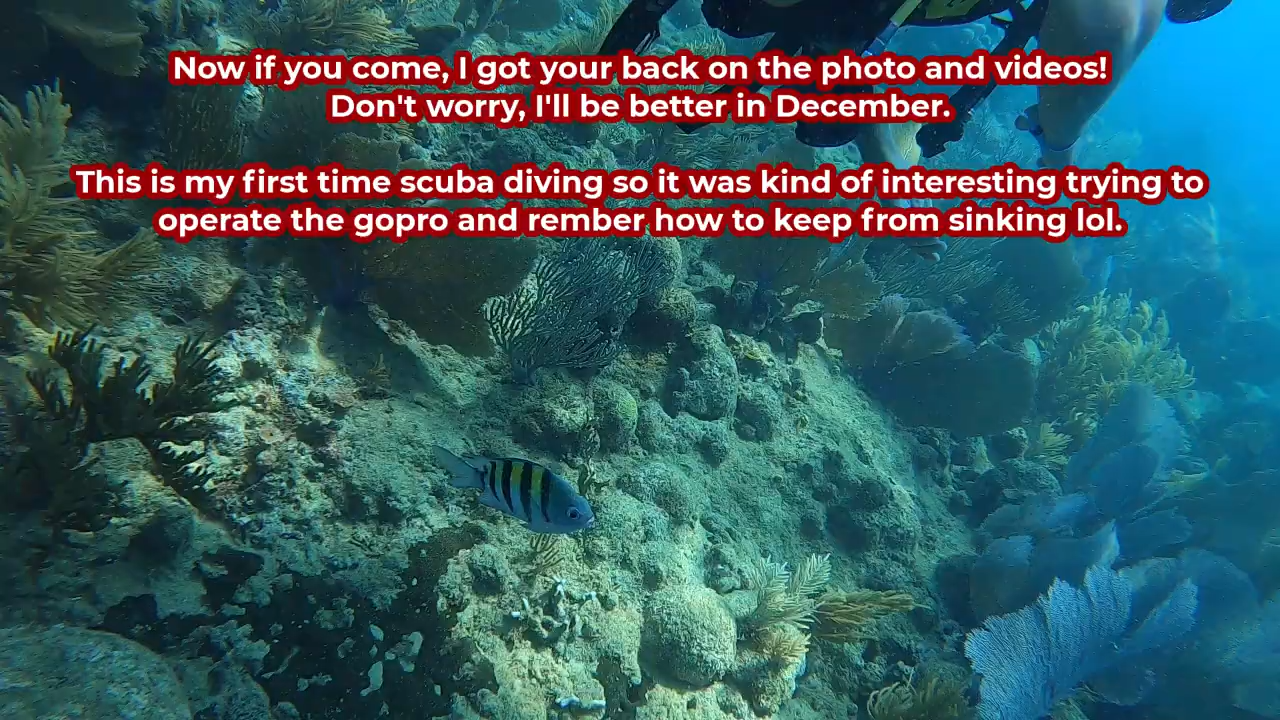 Now if you come, I got your back on the photo and videos!
Don't worry, I'll be better in December.
This is my first time scuba diving so it was kind of interesting trying to
operate the gopro and rember how to keep from sinking lol.